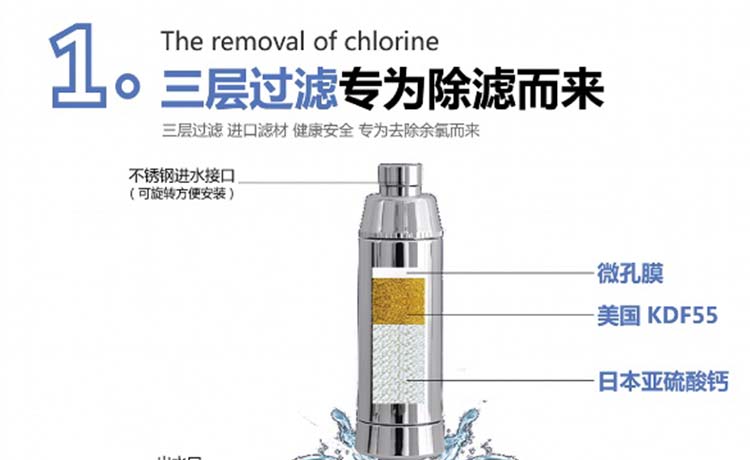 1。
The removal of chlorine
三层过滤专为除滤而来
三层过滤 进口滤材 健康安全 专为去除余氯而来
不锈钢进水接口
(可旋转方便安装)
微孔膜
美国 KDF55
日本亚硫酸钙